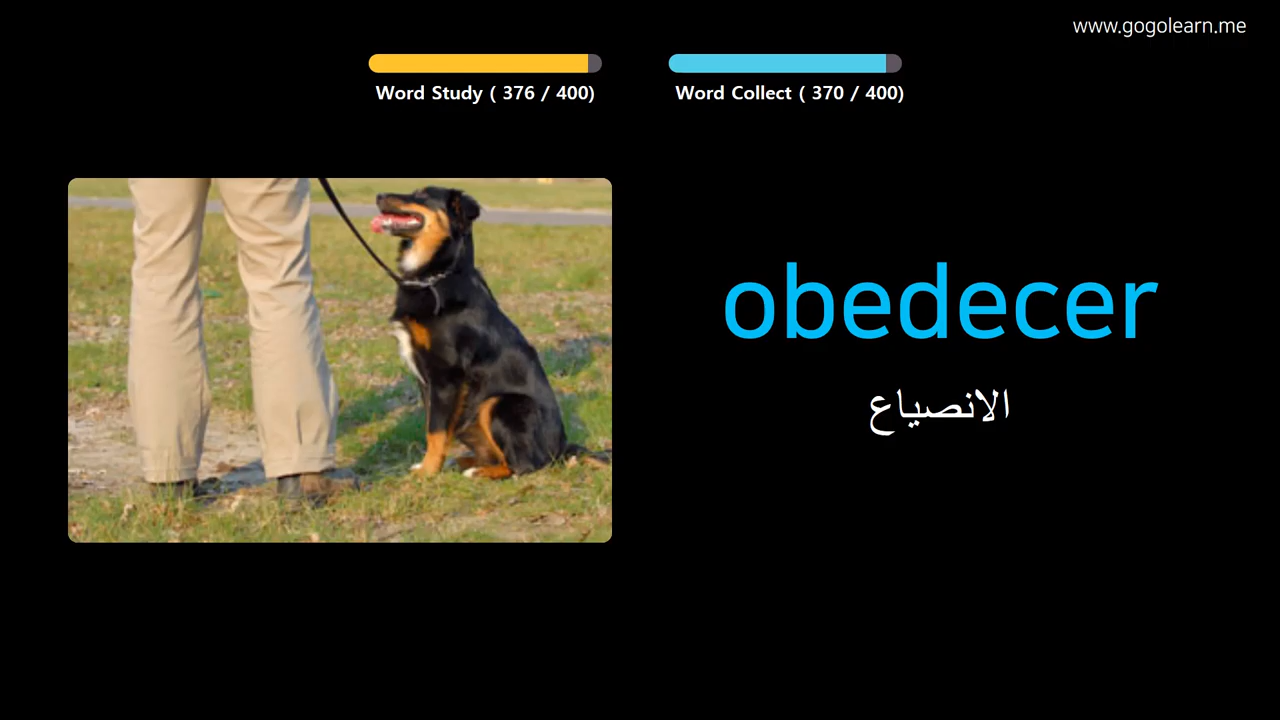 www.gogolearn.me
Word Study ( 376 / 400)
Word Collect ( 370 / 400)
obedecer
الانصياع